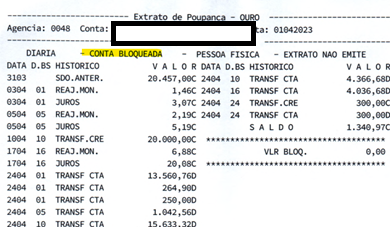 Extrato de Poupanca - OURO
Agencia: 0048 Conta: ta: 01042023
DIARIA - CONTA BLOQUEADA - PESSOA FISICA - EXTRATO NAO EMITE
DATA D.BS HISTORICO V A L O R DATA D.BS HISTORICO V A L O R
3103 SDO.ANTER. 20.457,00C 2404 10 TRANSF CTA 4.366,68D
0304 01 REAJ.MON. 1,46C 2404 16 TRANSF CTA 4.036,68D
0304 01 JUROS 3,07C 2404 24 TRANSF.CRE 300,00C
0504 05 REAJ.MON. 2,19C 2404 24 TRANSF CTA 300,00D
0504 05 JUROS 5,19C S A L D O 1.340,97C
1004 10 TRANSF.CRE 20.000,00C ********************************
1704 16 REAJ.MON. 6,88C VLR BLOQ. 0,00
1704 16 JUROS 20,08C ********************************
2404 01 TRANSF CTA 13.560,76D
2404 01 TRANSF CTA 264,90D
2404 01 TRANSF CTA 250,00D
2404 05 TRANSF CTA 1.042,56D
2404 10 TRANSF CTA 15.633,32D